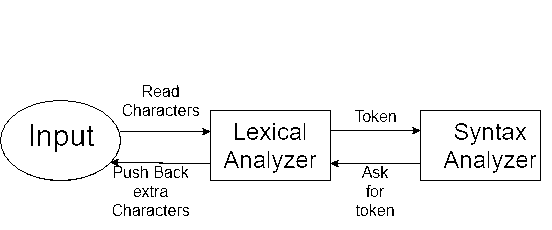 Input
Read
Characters
Push Back
extra
Characters
Lexical
Analyzer
Token
Ask
for
token
Syntax
Analyzer